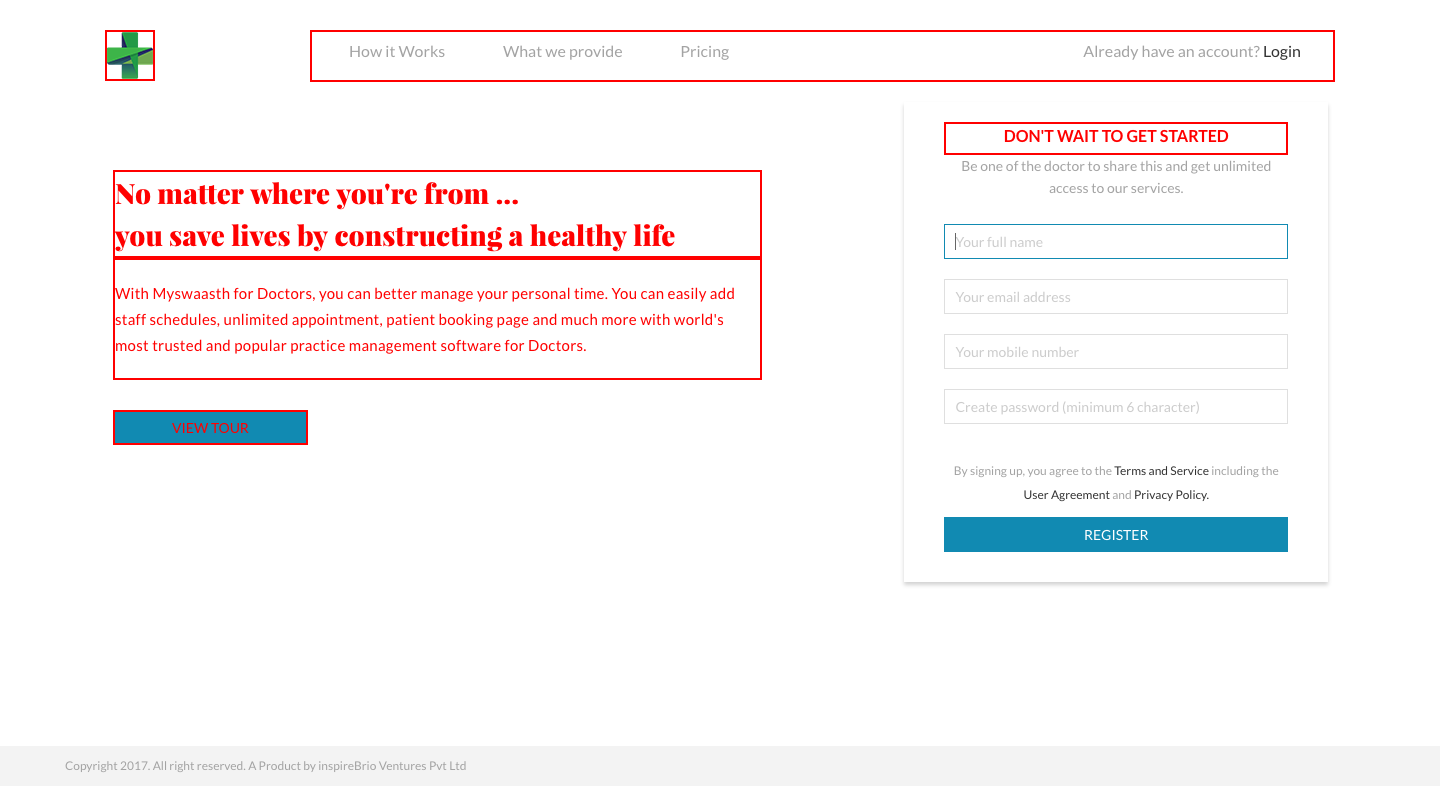 How it Works What we provide Pricing Already have an account? Login
No matter where you're from ...
you save lives by constructing a healthy life
With Myswaasth for Doctors, you can better manage your personal time. You can easily add
staff schedules, unlimited appointment, patient booking page and much more with world's
most trusted and popular practice management software for Doctors.
VIEW TOUR
DON'T WAIT TO GET STARTED
Be one of the doctor to share this and get unlimited
access to our services.
Your full name
Your email address
Your mobile number
Create password (minimum 6 character)
By signing up, you agree to the Terms and Service including the
User Agreement and Privacy Policy.
REGISTER
Copyright 2017. All right reserved. A Product by inspireBrio Ventures Pvt Ltd